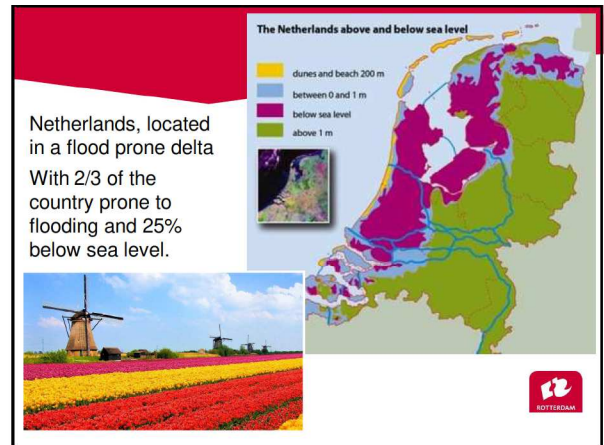 The Netherlands above and below sea level
dunes and beach 200 m
between 0 and 1 m
below sea level
above 1 m
Netherlands, located
in a flood prone delta
With 2/3 of the
country prone to
flooding and 25%
below sea level.
ROTTERDAM